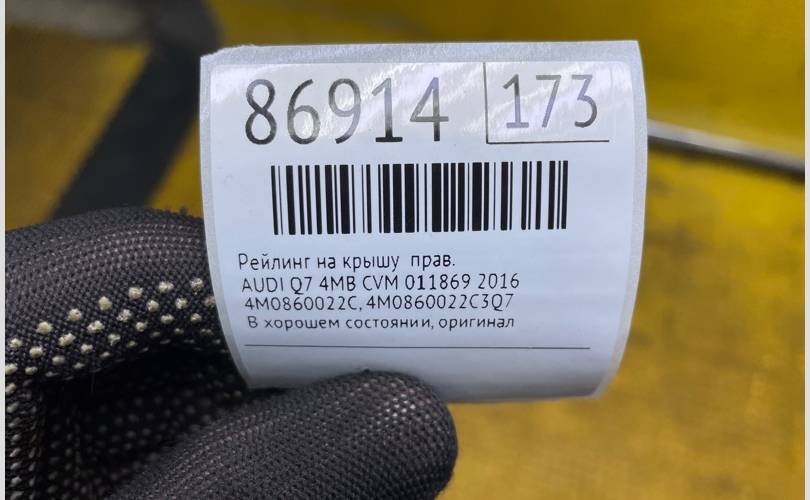 86914 173
Рейлинг на крышу прав.
AUDI Q7 4MB CVM 011869 2016
4M0860022C, 4M0860022C3Q7
В хорошем состоянии, оригинал